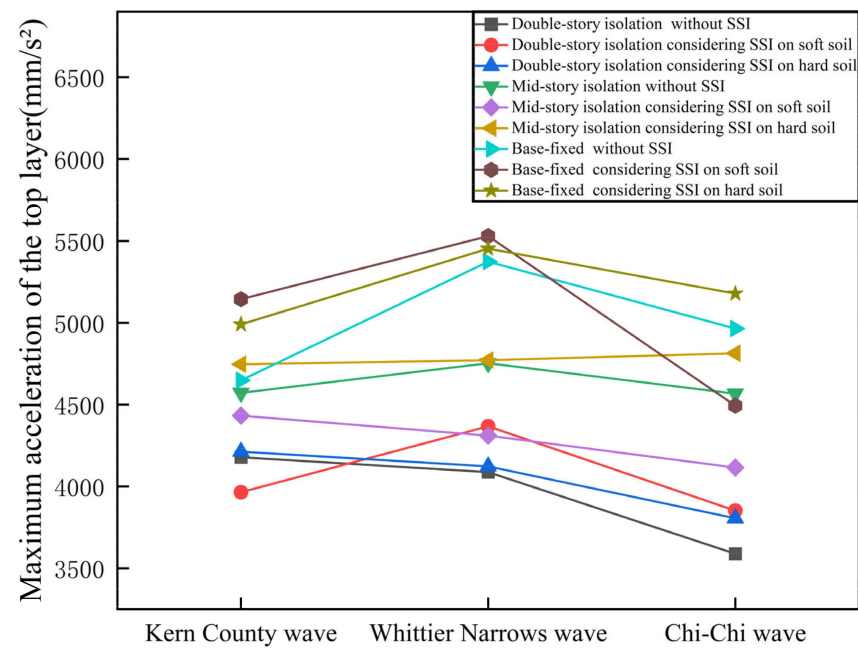 Maximum acceleration of the top layer(mm/s²)
6500
6000
5500
5000
4500
4000
3500
Double-story isolation without SSI
Double-story isolation considering SSI on soft soil
Double-story isolation considering SSI on hard soil
Mid-story isolation without SSI
Mid-story isolation considering SSI on soft soil
Mid-story isolation considering SSI on hard soil
Base-fixed without SSI
Base-fixed considering SSI on soft soil
Base-fixed considering SSI on hard soil
Kern County wave Whittier Narrows wave Chi-Chi wave